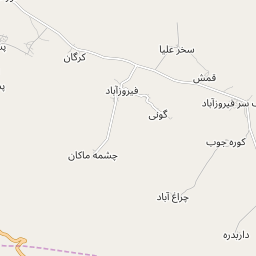 سخر علیا
کرگان
قمش
فیروزآباد
سر فیروزآباد
گونی
کوره جوب
چشمه ماکان
چراغ آباد
داربدره